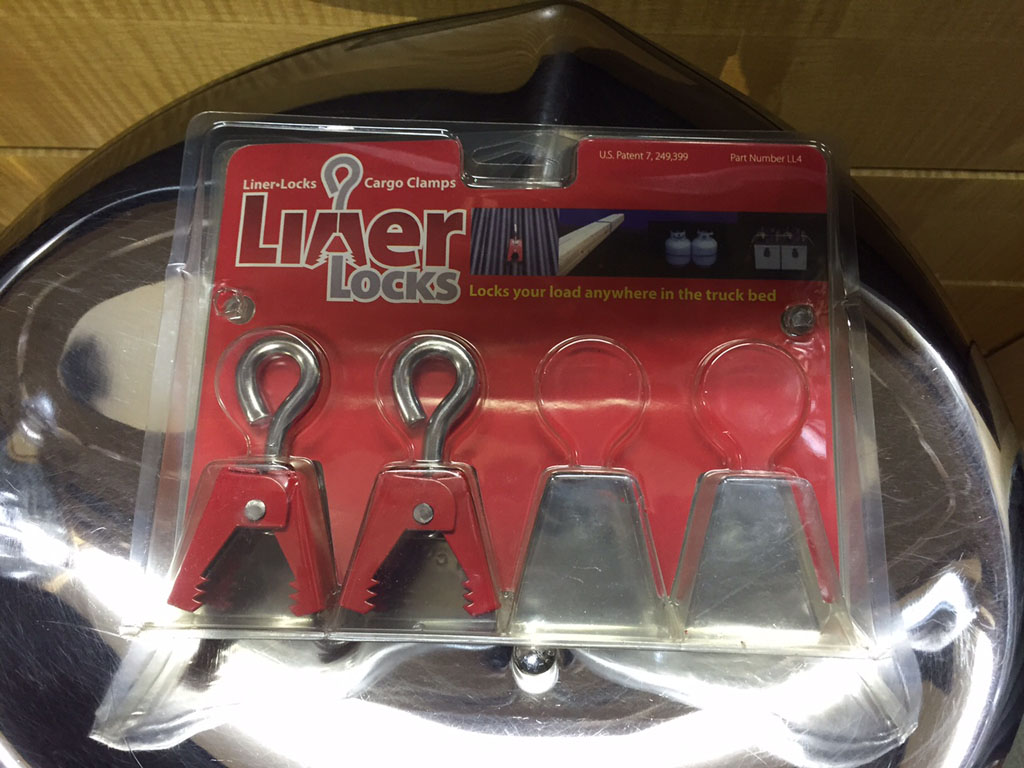 U.S. Patent 7, 249,399
Part Number LL4
Liner•Locks Cargo Clamps
Liner
Locks
Locks your load anywhere in the truck bed